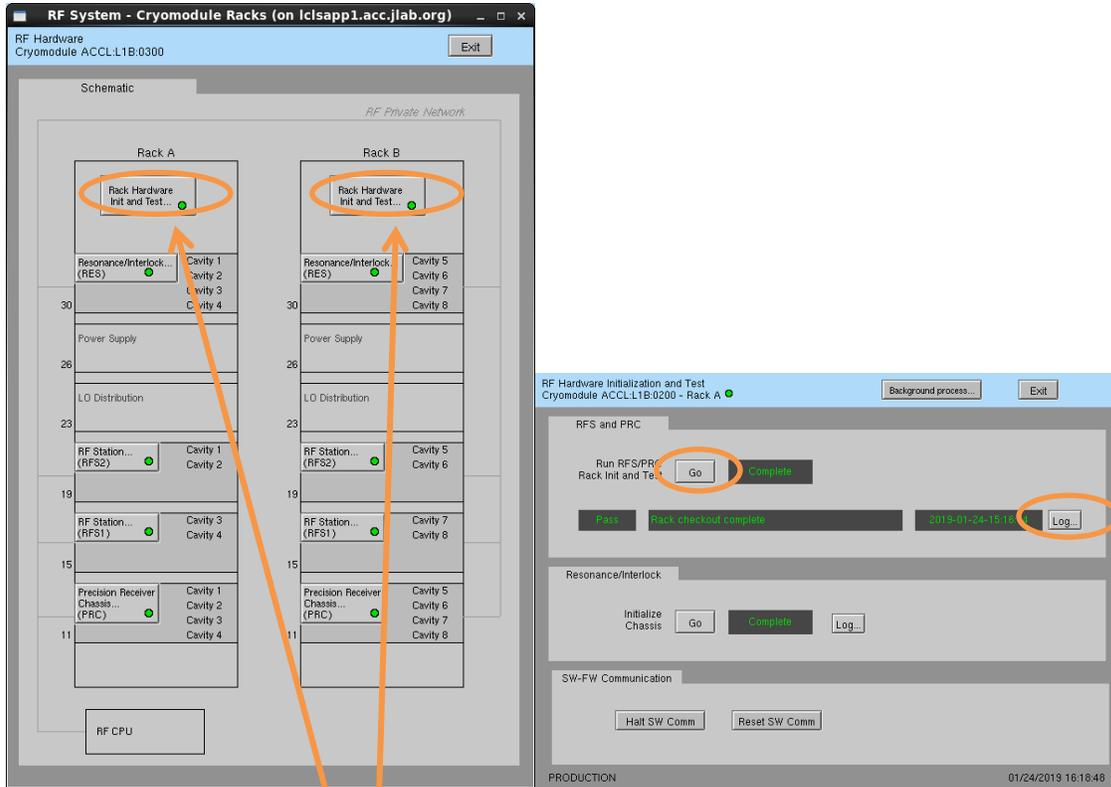 RF System - Cryomodule Racks (on lclsapp1.acc.jlab.org)
RF Hardware
Cryomodule ACCL:L1B:0300
Exit
Schematic
RF Private Network
Rack A
Rack Hardware
Init and Test...
Resonance/Interlock...
(RES)
Cavity 1
Cavity 2
Cavity 3
Cavity 4
30
Power Supply
26
LO Distribution
23
RF Station...
(RFS2)
Cavity 1
Cavity 2
19
RF Station...
(RFS1)
Cavity 3
Cavity 4
15
Precision Receiver
Chassis...
(PRC)
Cavity 1
Cavity 2
Cavity 3
Cavity 4
11
RF CPU
Rack B
Rack Hardware
Init and Test...
Resonance/Interlock...
(RES)
Cavity 5
Cavity 6
Cavity 7
Cavity 8
30
Power Supply
26
LO Distribution
23
RF Station...
(RFS2)
Cavity 5
Cavity 6
19
RF Station...
(RFS1)
Cavity 7
Cavity 8
15
Precision Receiver
Chassis...
(PRC)
Cavity 5
Cavity 6
Cavity 7
Cavity 8
11
RF Hardware Initialization and Test
Cryomodule ACCL:L1B:0200 - Rack A
Background process...
Exit
RFS and PRC
Run RFS/PRC
Rack Init and Test
Go
Complete
Pass
Rack checkout complete
Log...
Resonance/Interlock
Initialize
Chassis
Go
Complete
Log...
SW-FW Communication
Halt SW Comm
Reset SW Comm
PRODUCTION
01/24/2019 16:18:48